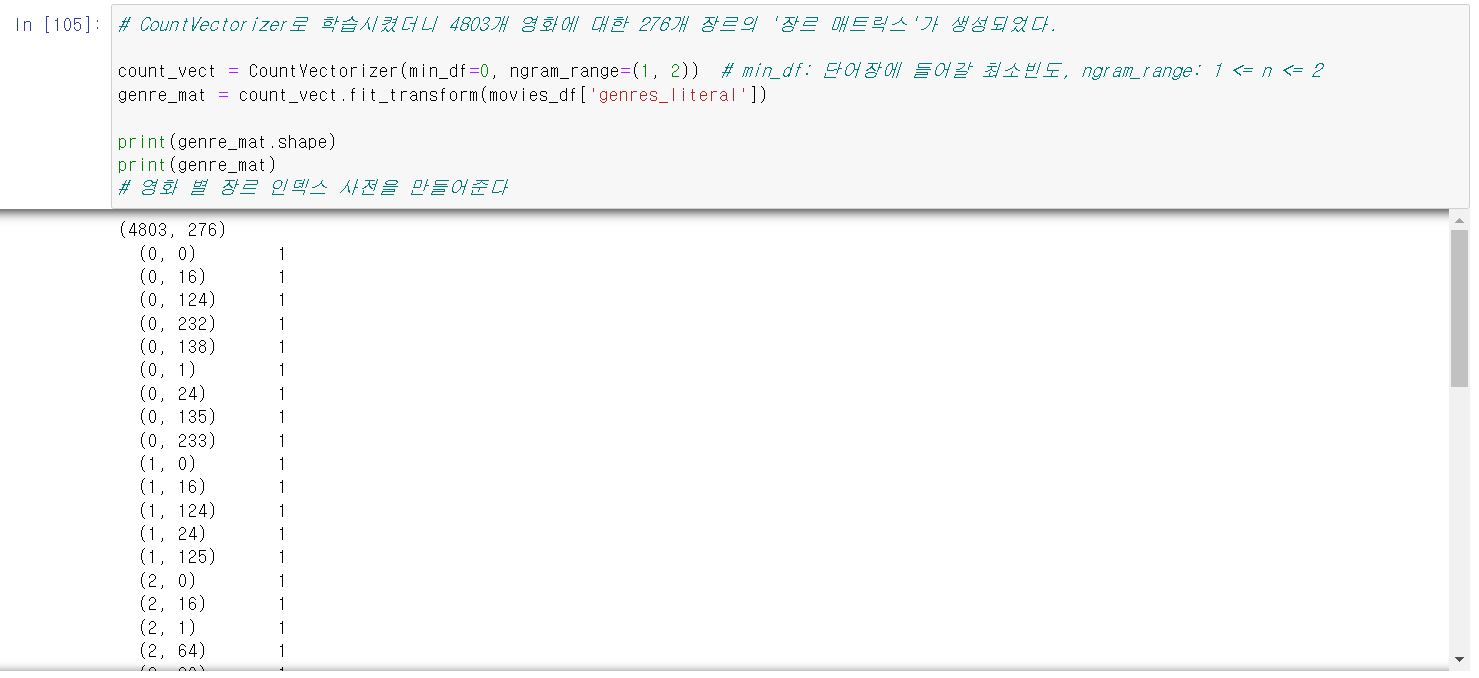 In [105]: # CountVectorizer로 학습시켰더니 4803개 영화에 대한 276개 장르의 '장르 매트릭스'가 생성되었다.
count_vect = CountVectorizer(min_df=0, ngram_range=(1, 2))  # min_df: 단어장에 들어갈 최소빈도, ngram_range: 1 <= n <= 2
genre_mat = count_vect.fit_transform(movies_df['genres_literal'])
print(genre_mat.shape)
print(genre_mat)
# 영화 별 장르 인덱스 사전을 만들어준다
(4803, 276)
(0, 0) 1
(0, 16) 1
(0, 124) 1
(0, 232) 1
(0, 138) 1
(0, 1) 1
(0, 24) 1
(0, 135) 1
(0, 233) 1
(1, 0) 1
(1, 16) 1
(1, 124) 1
(1, 24) 1
(1, 125) 1
(2, 0) 1
(2, 16) 1
(2, 1) 1
(2, 64) 1